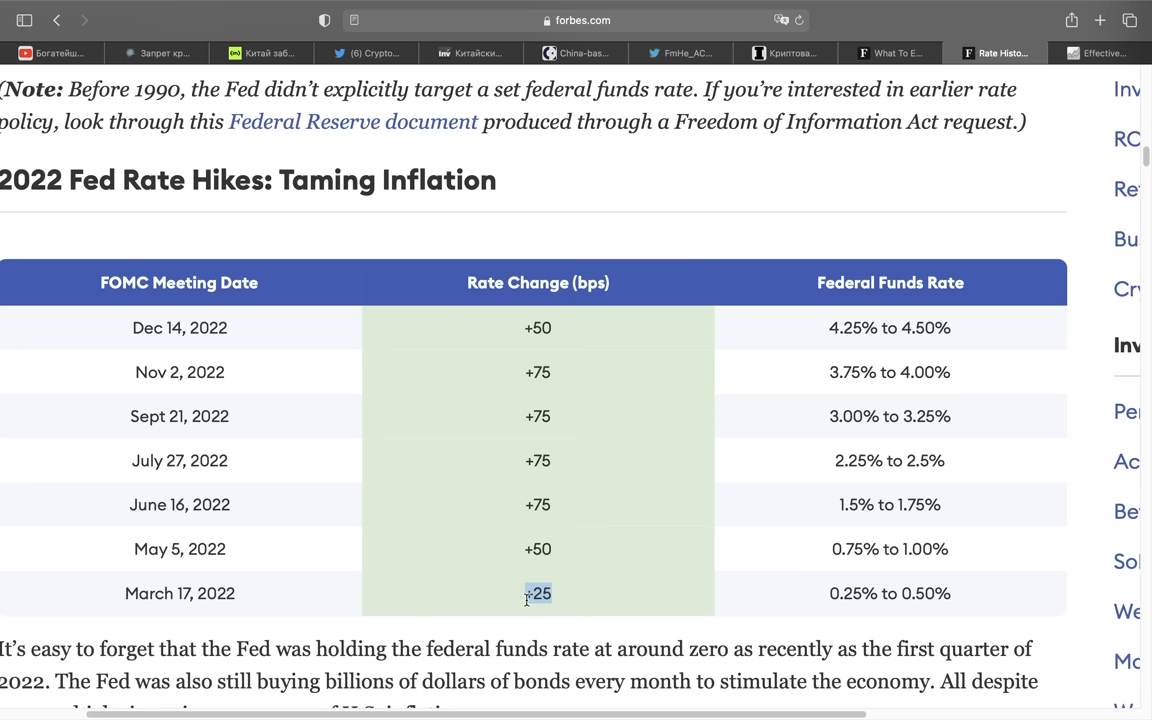 forbes.com
Богатейш...
Запрет кр...
Китай заб...
(6) Crypto...
Китайски...
China-bas...
FmHe_AC...
Криптова...
What To E...
Rate Histo...
Effective...
(Note: Before 1990, the Fed didn’t explicitly target a set federal funds rate. If you’re interested in earlier rate
policy, look through this Federal Reserve document produced through a Freedom of Information Act request.)
2022 Fed Rate Hikes: Taming Inflation
FOMC Meeting Date Rate Change (bps) Federal Funds Rate
Dec 14, 2022 +50 4.25% to 4.50%
Nov 2, 2022 +75 3.75% to 4.00%
Sept 21, 2022 +75 3.00% to 3.25%
July 27, 2022 +75 2.25% to 2.5%
June 16, 2022 +75 1.5% to 1.75%
May 5, 2022 +50 0.75% to 1.00%
March 17, 2022 +25 0.25% to 0.50%
It’s easy to forget that the Fed was holding the federal funds rate at around zero as recently as the first quarter of
2022. The Fed was also still buying billions of dollars of bonds every month to stimulate the economy. All despite
Inv
RO
Re
Bu
Cry
Inv
Per
Ac
Be
Sol
We
Mo